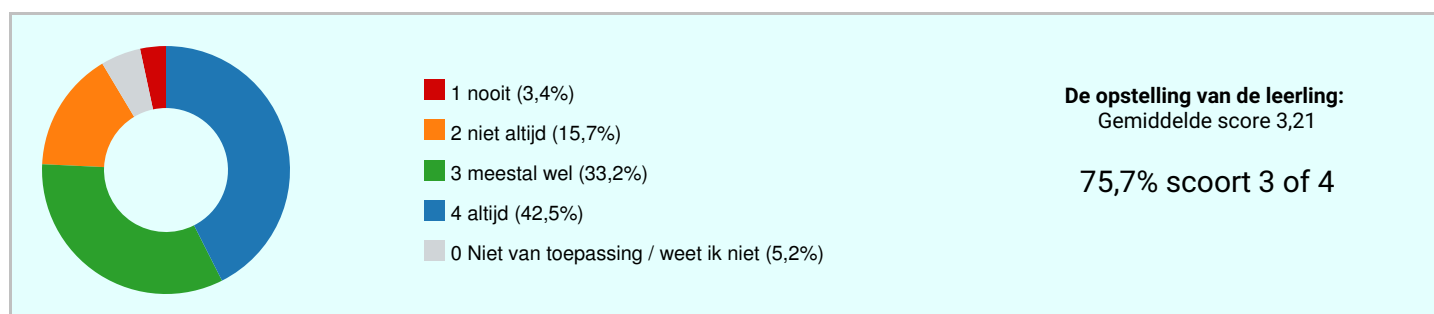 1 nooit (3,4%)
2 niet altijd (15,7%)
3 meestal wel (33,2%)
4 altijd (42,5%)
0 Niet van toepassing / weet ik niet (5,2%)
De opstelling van de leerling:
Gemiddelde score 3,21
75,7% scoort 3 of 4